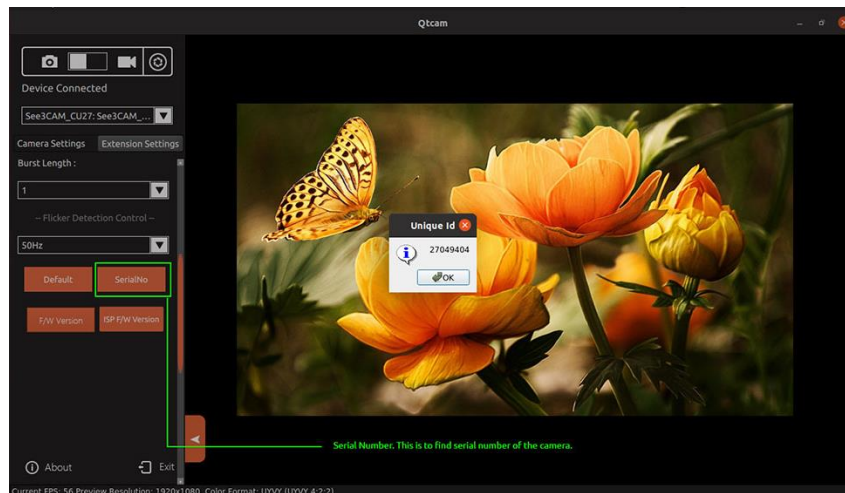 Qtcam
Device Connected
See3CAM_CU27: See3CAM_...
Camera Settings Extension Settings
Burst Length :
1
-- Flicker Detection Control --
50Hz
Default SerialNo
F/W Version ISP F/W Version
Unique Id
27049404
OK
Serial Number. This is to find serial number of the camera.
About Exit
Current FPS: 56 Preview Resolution: 1920x1080 Color Format: UYVY (UYVY 4:2:2)